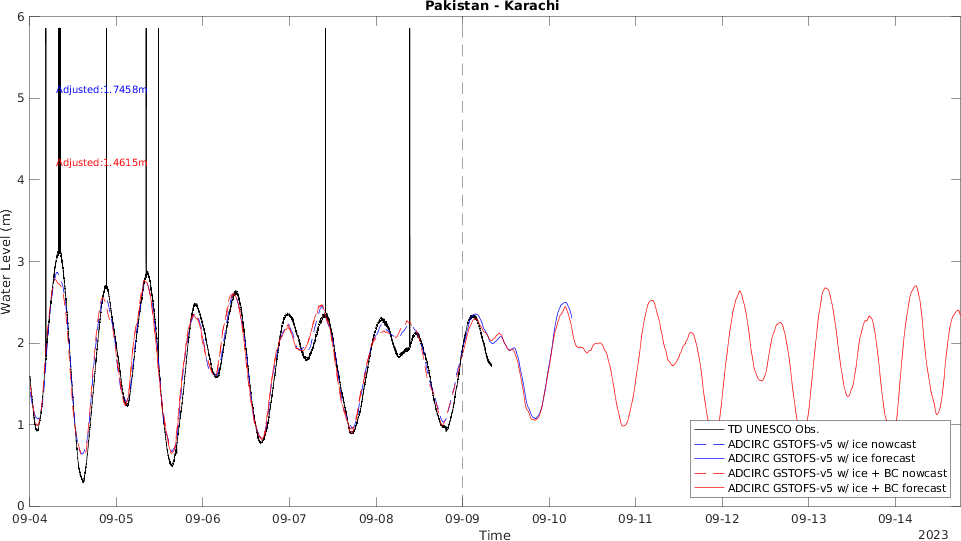 Pakistan - Karachi
6
5
4
3
2
1
0
Water Level (m)
Adjusted:1.7458m
Adjusted:1.4615m
TD UNESCO Obs.
ADCIRC GSTOFS-v5 w/ ice nowcast
ADCIRC GSTOFS-v5 w/ ice forecast
ADCIRC GSTOFS-v5 w/ ice + BC nowcast
ADCIRC GSTOFS-v5 w/ ice + BC forecast
09-04 09-05 09-06 09-07 09-08 09-09 09-10 09-11 09-12 09-13 09-14
Time
2023